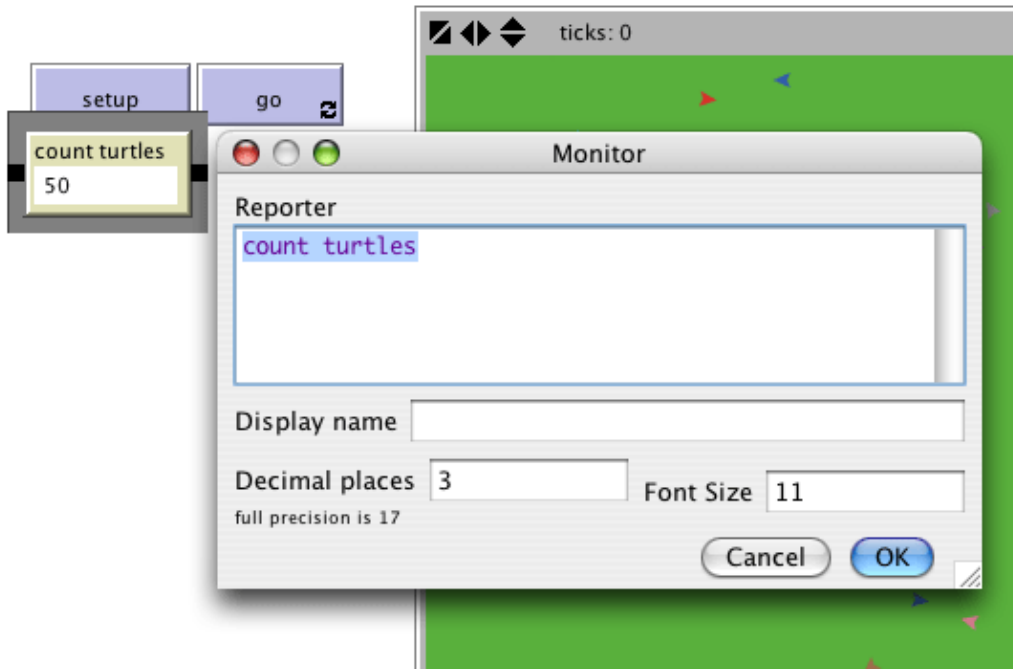 ticks: 0
setup
go
count turtles
50
Monitor
Reporter
count turtles
Display name
Decimal places 3
Font Size 11
full precision is 17
Cancel
OK